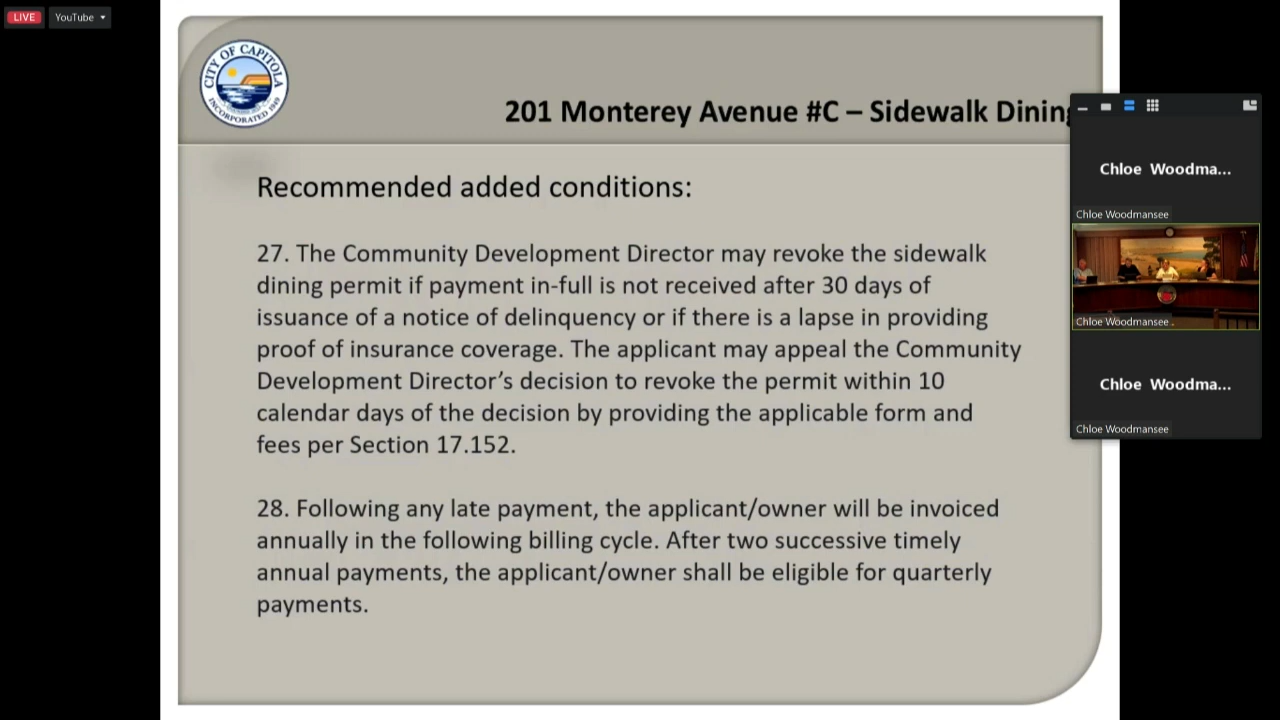 LIVE
YouTube
CITY OF CAPITOLA
INCORPORATED 1949
201 Monterey Avenue #C – Sidewalk Dining
Recommended added conditions:
27. The Community Development Director may revoke the sidewalk
dining permit if payment in-full is not received after 30 days of
issuance of a notice of delinquency or if there is a lapse in providing
proof of insurance coverage. The applicant may appeal the Community
Development Director’s decision to revoke the permit within 10
calendar days of the decision by providing the applicable form and
fees per Section 17.152.
28. Following any late payment, the applicant/owner will be invoiced
annually in the following billing cycle. After two successive timely
annual payments, the applicant/owner shall be eligible for quarterly
payments.
Chloe Woodma...
Chloe Woodmansee
Chloe Woodmansee
Chloe Woodma...
Chloe Woodmansee